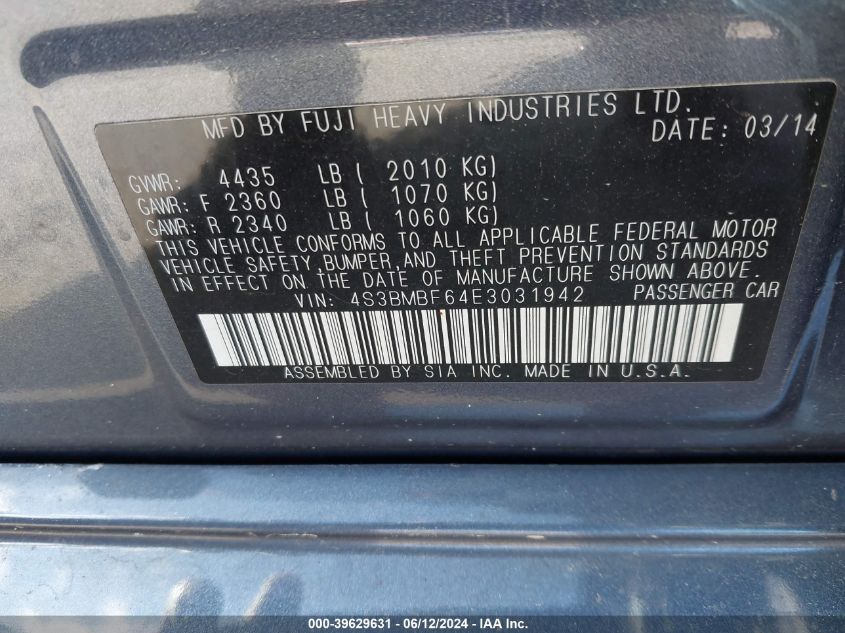 MFD BY FUJI HEAVY INDUSTRIES LTD.
DATE: 03/14
GVWR: 4435 LB ( 2010 KG)
GAWR: F 2360 LB ( 1070 KG)
GAWR: R 2340 LB ( 1060 KG)
THIS VEHICLE CONFORMS TO ALL APPLICABLE FEDERAL MOTOR
VEHICLE SAFETY,BUMPER,AND THEFT PREVENTION STANDARDS
IN EFFECT ON THE DATE OF MANUFACTURE SHOWN ABOVE.
VIN: 4S3BMBF64E3031942 PASSENGER CAR
ASSEMBLED BY SIA INC. MADE IN U.S.A.
000-39629631 - 06/12/2024 - IAA Inc.